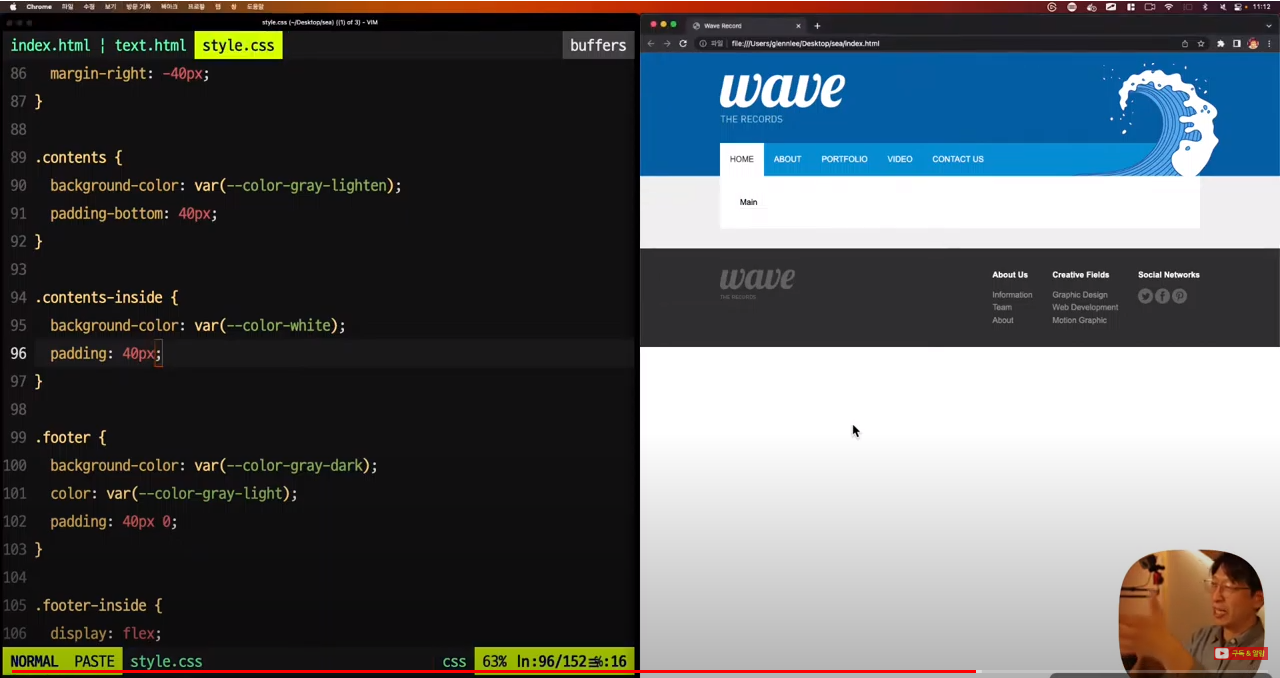 Chrome 파일 수정 보기 방문 기록 북마크 프로필 탭 창 도움말
11:12
style.css (~/Desktop/sea) ((1) of 3) - VIM
index.html | text.html style.css buffers
86 margin-right: -40px;
87 }
88
89 .contents {
90 background-color: var(--color-gray-lighten);
91 padding-bottom: 40px;
92 }
93
94 .contents-inside {
95 background-color: var(--color-white);
96 padding: 40px;
97 }
98
99 .footer {
100 background-color: var(--color-gray-dark);
101 color: var(--color-gray-light);
102 padding: 40px 0;
103 }
104
105 .footer-inside {
106 display: flex;
NORMAL PASTE style.css css 63% ln:96/152 :16
Wave Record
파일 file:///Users/glennlee/Desktop/sea/index.html
wave
THE RECORDS
HOME ABOUT PORTFOLIO VIDEO CONTACT US
Main
wave
THE RECORDS
About Us
Information
Team
About
Creative Fields
Graphic Design
Web Development
Motion Graphic
Social Networks
구독 & 알림